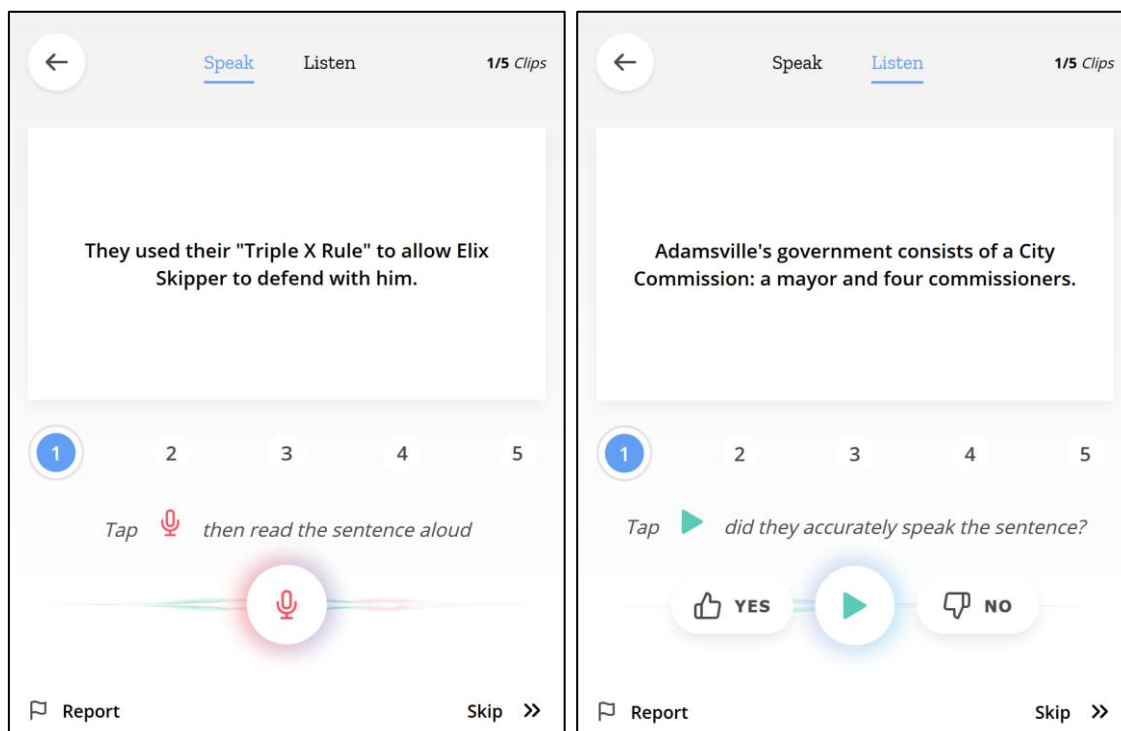 Speak Listen 1/5 Clips
They used their "Triple X Rule" to allow Elix
Skipper to defend with him.
1 2 3 4 5
Tap then read the sentence aloud
Report Skip
Speak Listen 1/5 Clips
Adamsville's government consists of a City
Commission: a mayor and four commissioners.
1 2 3 4 5
Tap did they accurately speak the sentence?
YES NO
Report Skip